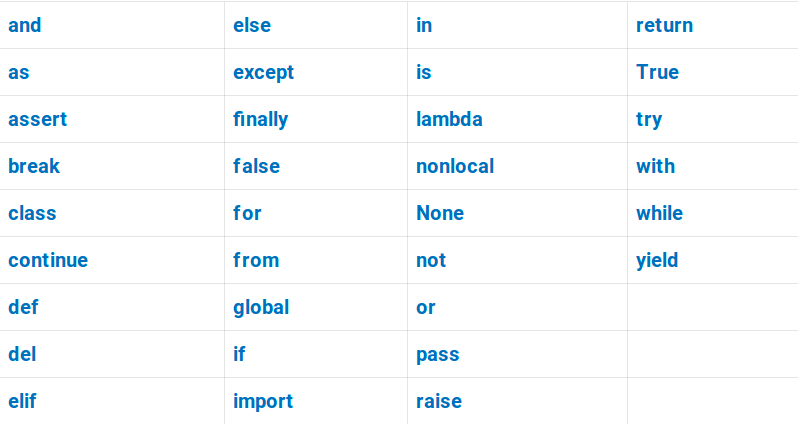 and else in return
as except is True
assert finally lambda try
break false nonlocal with
class for None while
continue from not yield
def global or
del if pass
elif import raise